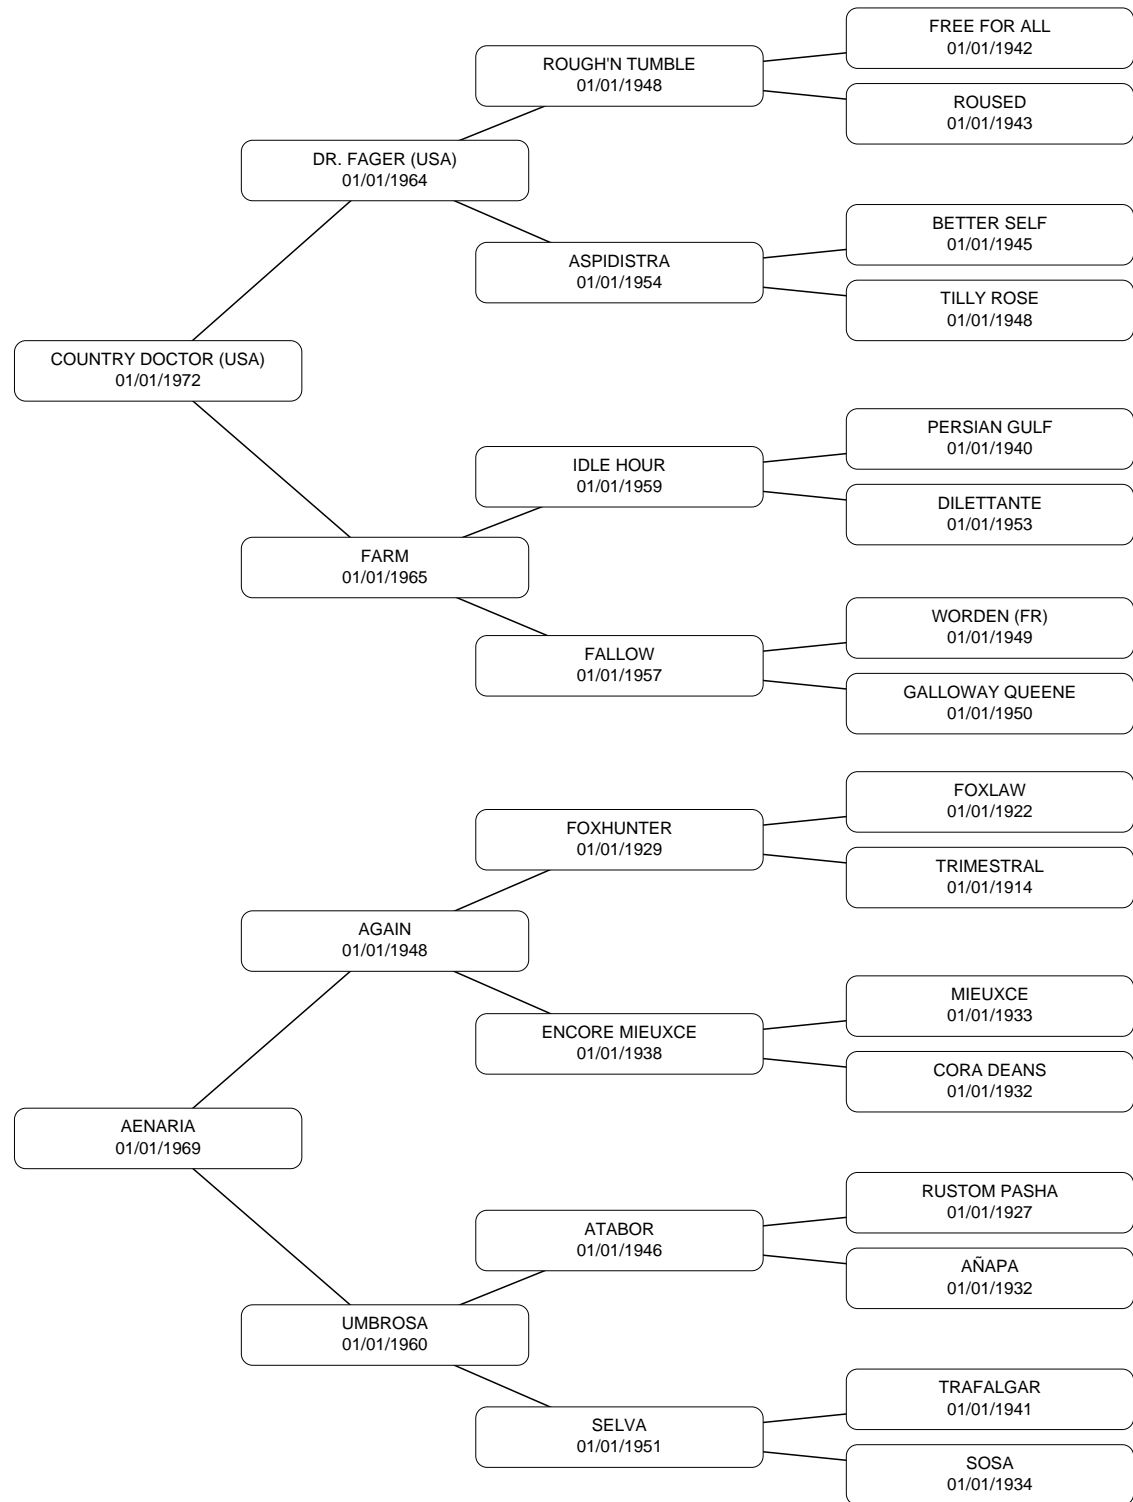 FREE FOR ALL
01/01/1942
ROUGH'N TUMBLE
01/01/1948
ROUSED
01/01/1943
DR. FAGER (USA)
01/01/1964
BETTER SELF
01/01/1945
ASPIDISTRA
01/01/1954
TILLY ROSE
01/01/1948
COUNTRY DOCTOR (USA)
01/01/1972
PERSIAN GULF
01/01/1940
IDLE HOUR
01/01/1959
DILETTANTE
01/01/1953
FARM
01/01/1965
WORDEN (FR)
01/01/1949
FALLOW
01/01/1957
GALLOWAY QUEENE
01/01/1950
FOXLAW
01/01/1922
FOXHUNTER
01/01/1929
TRIMESTRAL
01/01/1914
AGAIN
01/01/1948
MIEUXCE
01/01/1933
ENCORE MIEUXCE
01/01/1938
CORA DEANS
01/01/1932
AENARIA
01/01/1969
RUSTOM PASHA
01/01/1927
ATABOR
01/01/1946
AÑAPA
01/01/1932
UMBROSA
01/01/1960
TRAFALGAR
01/01/1941
SELVA
01/01/1951
SOSA
01/01/1934